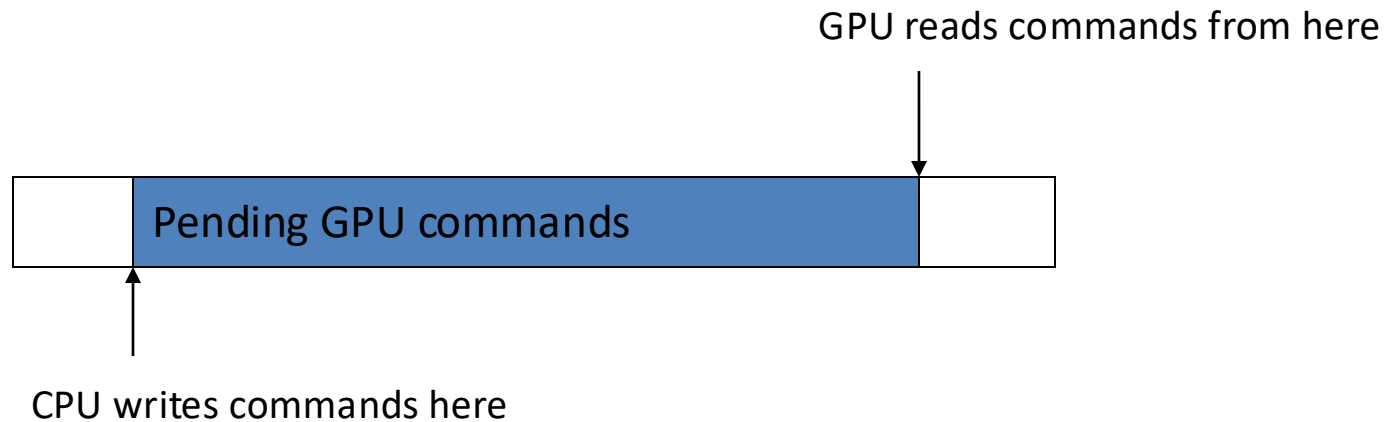 GPU reads commands from here
Pending GPU commands
CPU writes commands here